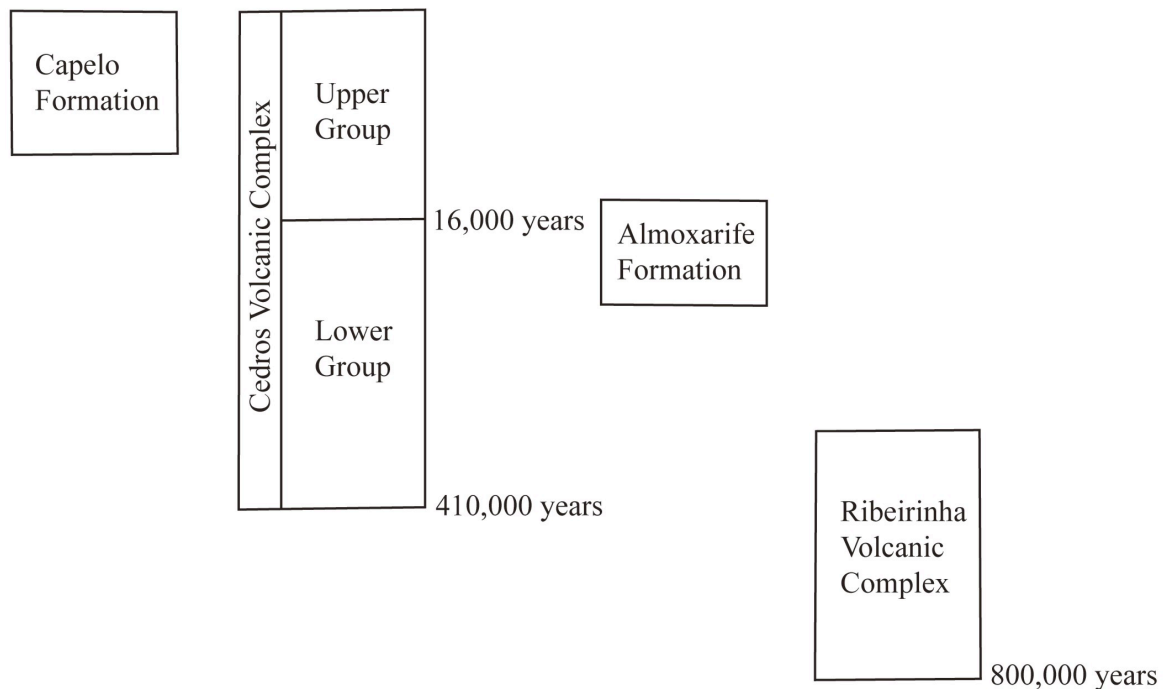 Capelo
Formation
Cedros Volcanic Complex
Upper
Group
16,000 years
Lower
Group
410,000 years
Almoxarife
Formation
Ribeirinha
Volcanic
Complex
800,000 years